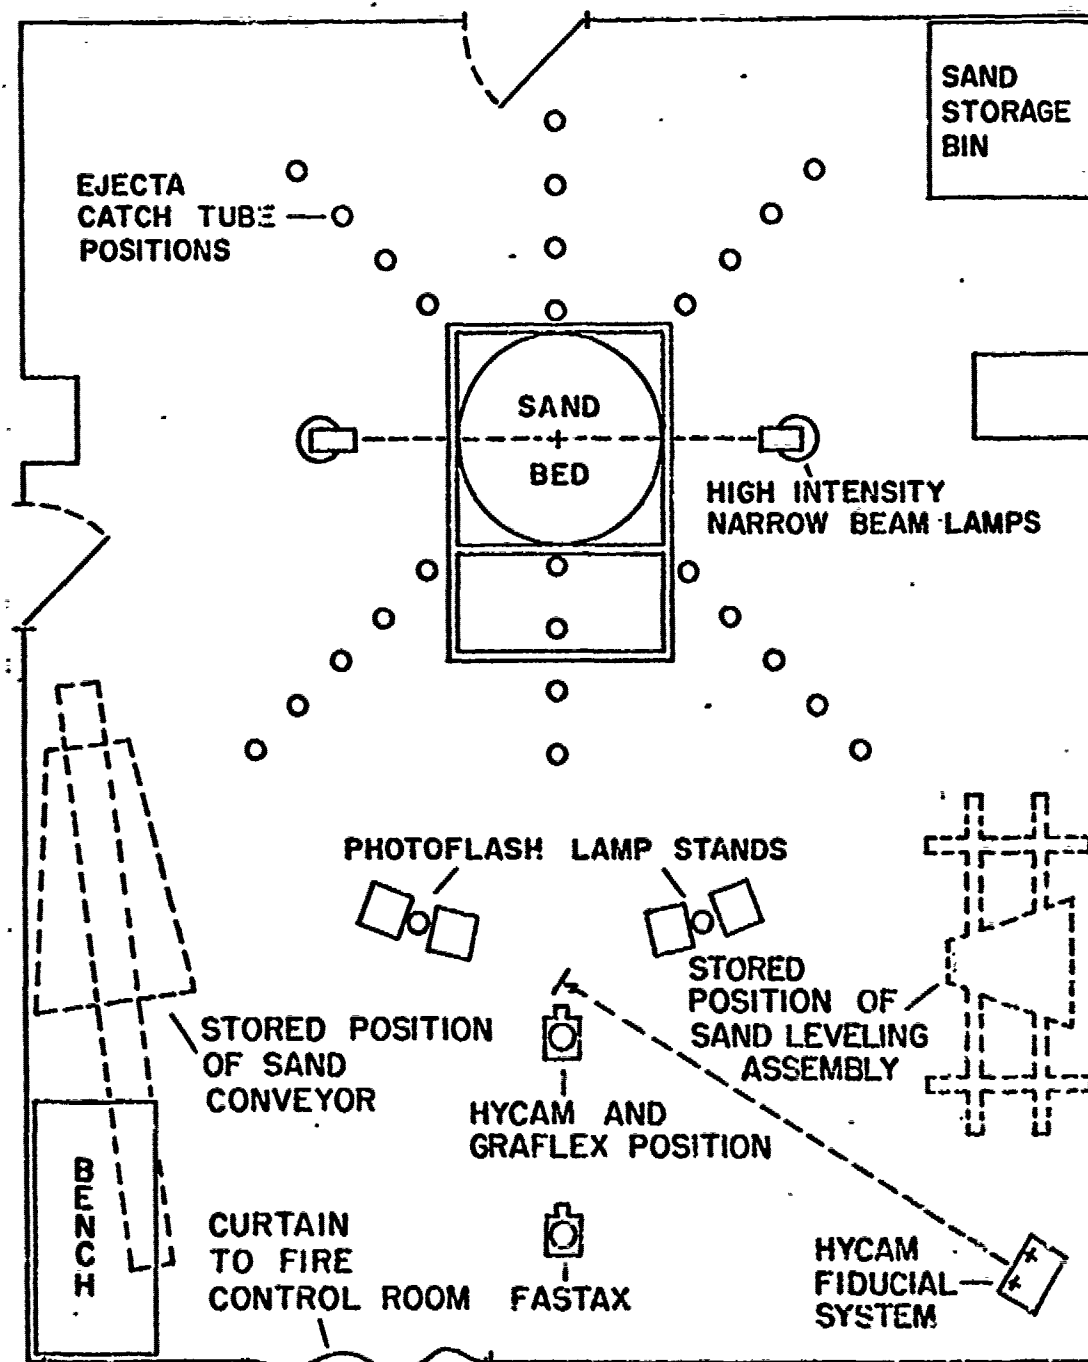 SAND
STORAGE
BIN
EJECTA
CATCH TUBE
POSITIONS
SAND
BED
HIGH INTENSITY
NARROW BEAM LAMPS
PHOTOFLASH LAMP STANDS
STORED
POSITION OF
SAND LEVELING
ASSEMBLY
STORED POSITION
OF SAND
CONVEYOR
HYCAM AND
GRAFLEX POSITION
BENCH
CURTAIN
TO FIRE
CONTROL ROOM
FASTAX
HYCAM
FIDUCIAL
SYSTEM